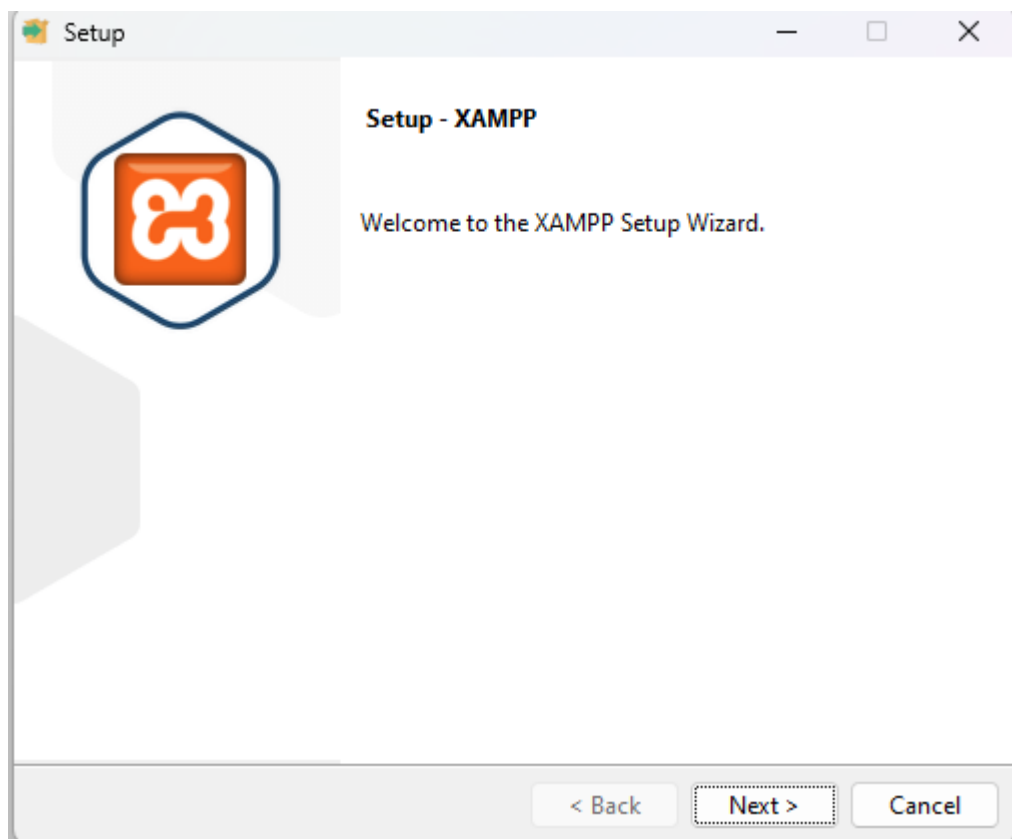 Setup
Setup - XAMPP
Welcome to the XAMPP Setup Wizard.
< Back Next > Cancel